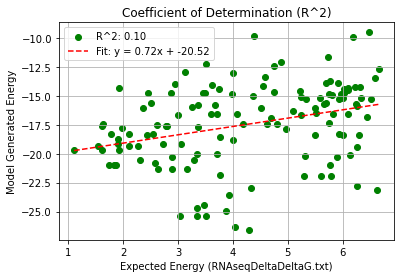 Coefficient of Determination (R^2)
R^2: 0.10
Fit: y = 0.72x + -20.52
Model Generated Energy
−10.0
−12.5
−15.0
−17.5
−20.0
−22.5
−25.0
1 2 3 4 5 6
Expected Energy (RNAseqDeltaDeltaG.txt)